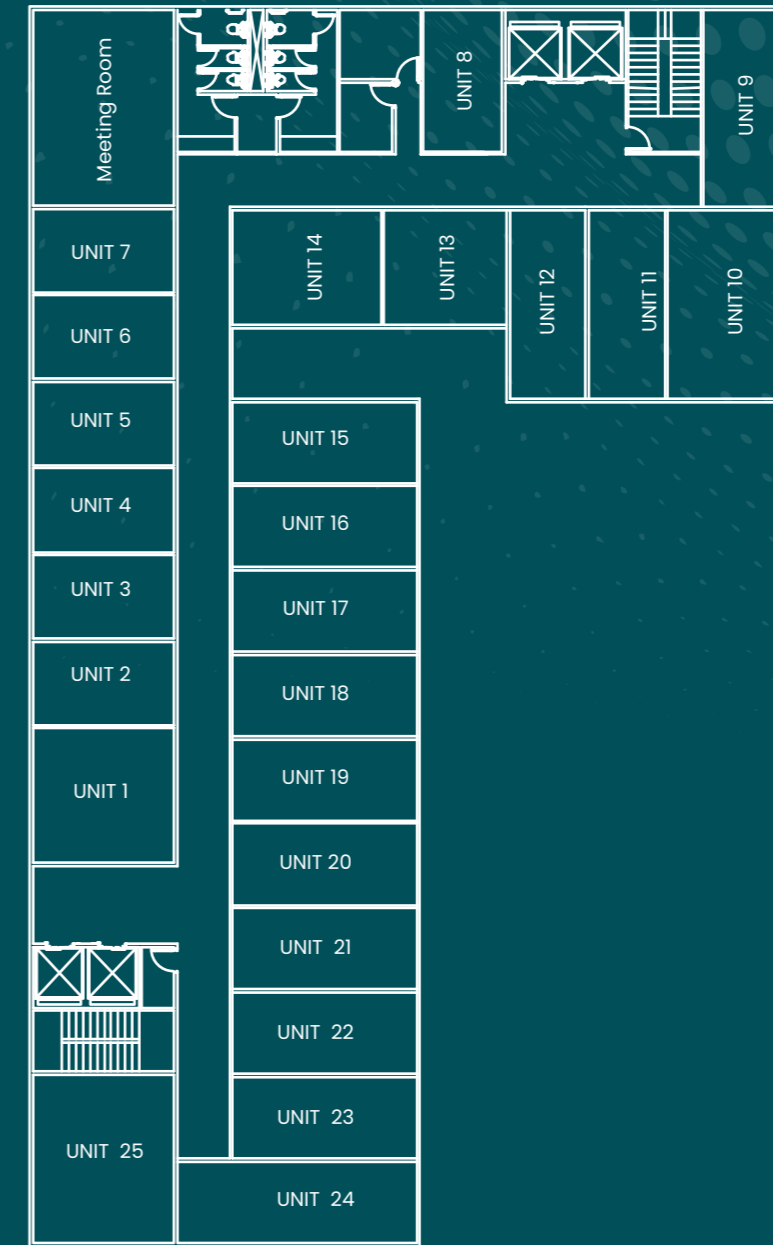 Meeting Room
UNIT 8
UNIT 9
UNIT 7
UNIT 14
UNIT 13
UNIT 12
UNIT 11
UNIT 10
UNIT 6
UNIT 5
UNIT 15
UNIT 4
UNIT 16
UNIT 3
UNIT 17
UNIT 2
UNIT 18
UNIT 1
UNIT 19
UNIT 20
UNIT 21
UNIT 22
UNIT 23
UNIT 25
UNIT 24